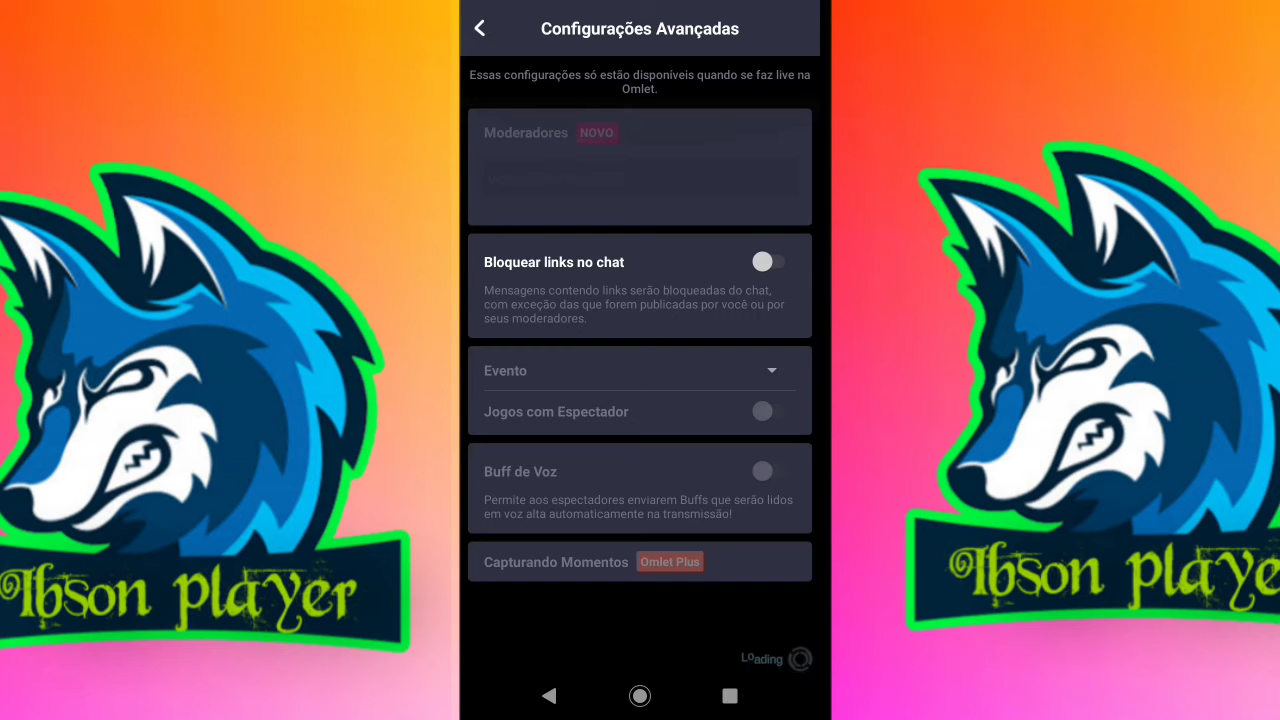 Configurações Avançadas
Essas configurações só estão disponíveis quando se faz live na
Omlet.
Moderadores NOVO
Bloquear links no chat
Mensagens contendo links serão bloqueadas do chat,
com exceção das que forem publicadas por você ou por
seus moderadores.
Evento
Jogos com Espectador
Buff de Voz
Permite aos espectadores enviarem Buffs que serão lidos
em voz alta automaticamente na transmissão!
Capturando Momentos Omlet Plus
Loading
Ibson player
Ibson playe